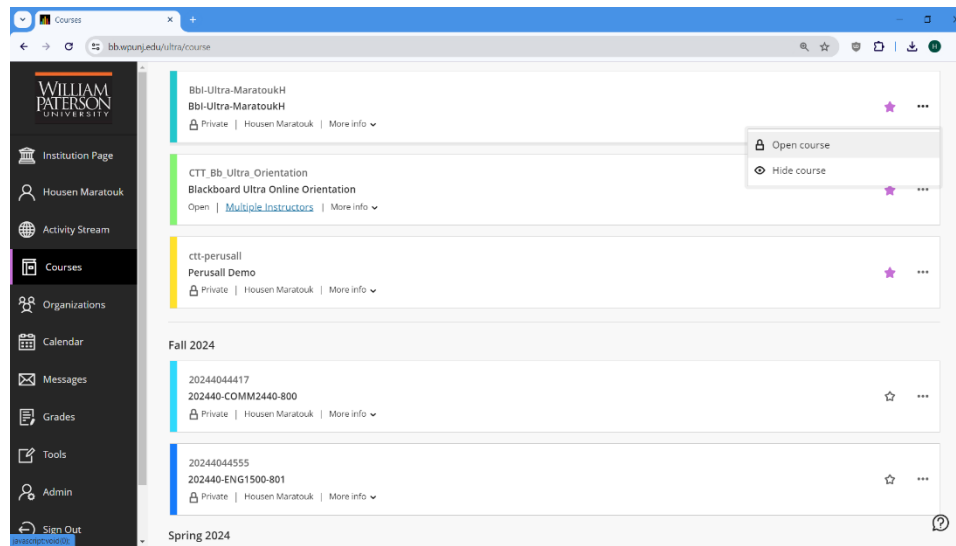 Courses
bb.wpunj.edu/ultra/course
H
WILLIAM
PATERSON
UNIVERSITY
Institution Page
Housen Maratouk
Activity Stream
Courses
Organizations
Calendar
Messages
Grades
Tools
Admin
Sign Out
javascript:void(0);
Bbl-Ultra-MaratoukH
Bbl-Ultra-MaratoukH
Private | Housen Maratouk | More info
Open course
Hide course
CTT_Bb_Ultra_Orientation
Blackboard Ultra Online Orientation
Open | Multiple Instructors | More info
ctt-perusall
Perusall Demo
Private | Housen Maratouk | More info
Fall 2024
20244044417
202440-COMM2440-800
Private | Housen Maratouk | More info
20244044555
202440-ENG1500-801
Private | Housen Maratouk | More info
Spring 2024